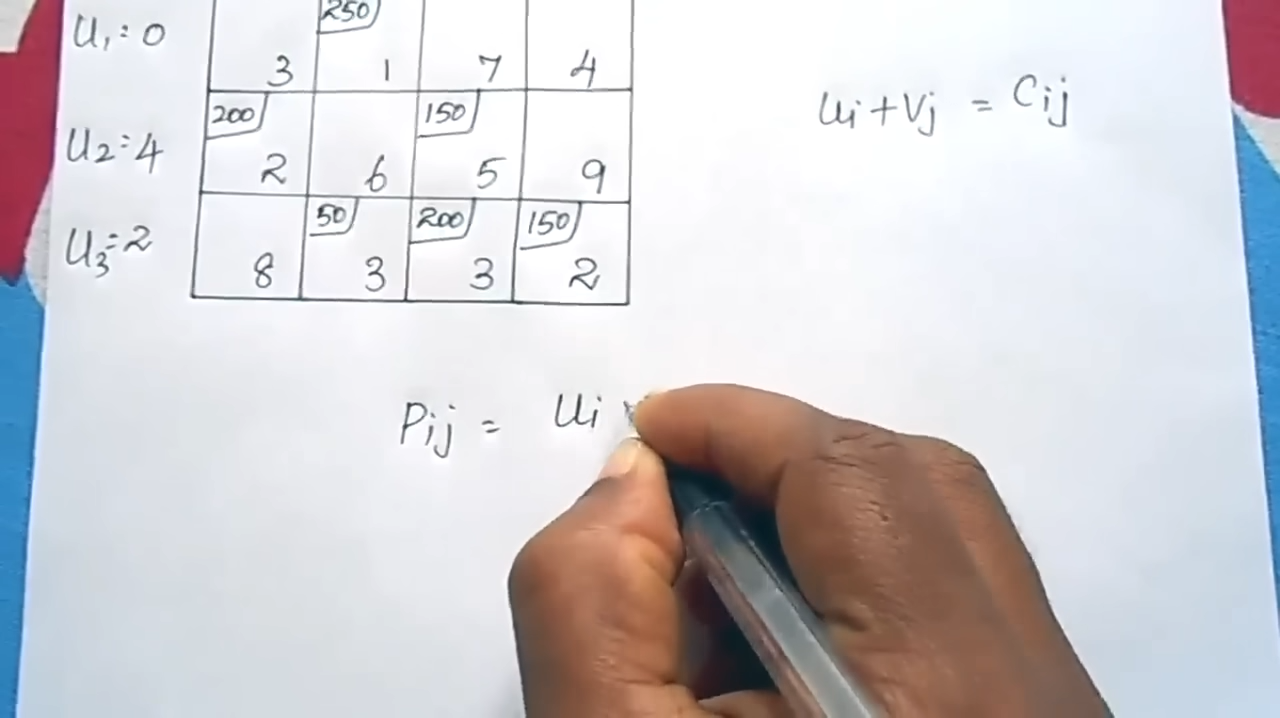 250
U1=0 3 1 7 4
Ui+Vj = Cij
200 150
U2=4 2 6 5 9
50 200 150
U3=2 8 3 3 2
Pij = Ui